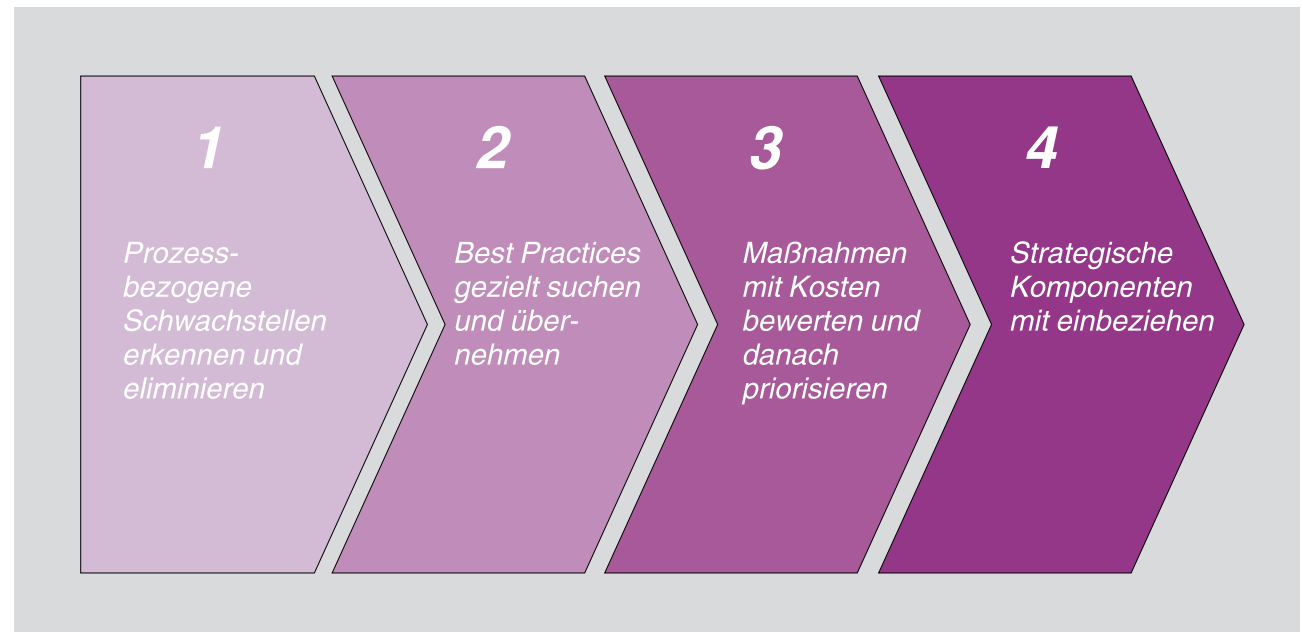 1
Prozess-
bezogene
Schwachstellen
erkennen und
eliminieren
2
Best Practices
gezielt suchen
und über-
nehmen
3
Maßnahmen
mit Kosten
bewerten und
danach
priorisieren
4
Strategische
Komponenten
mit einbeziehen